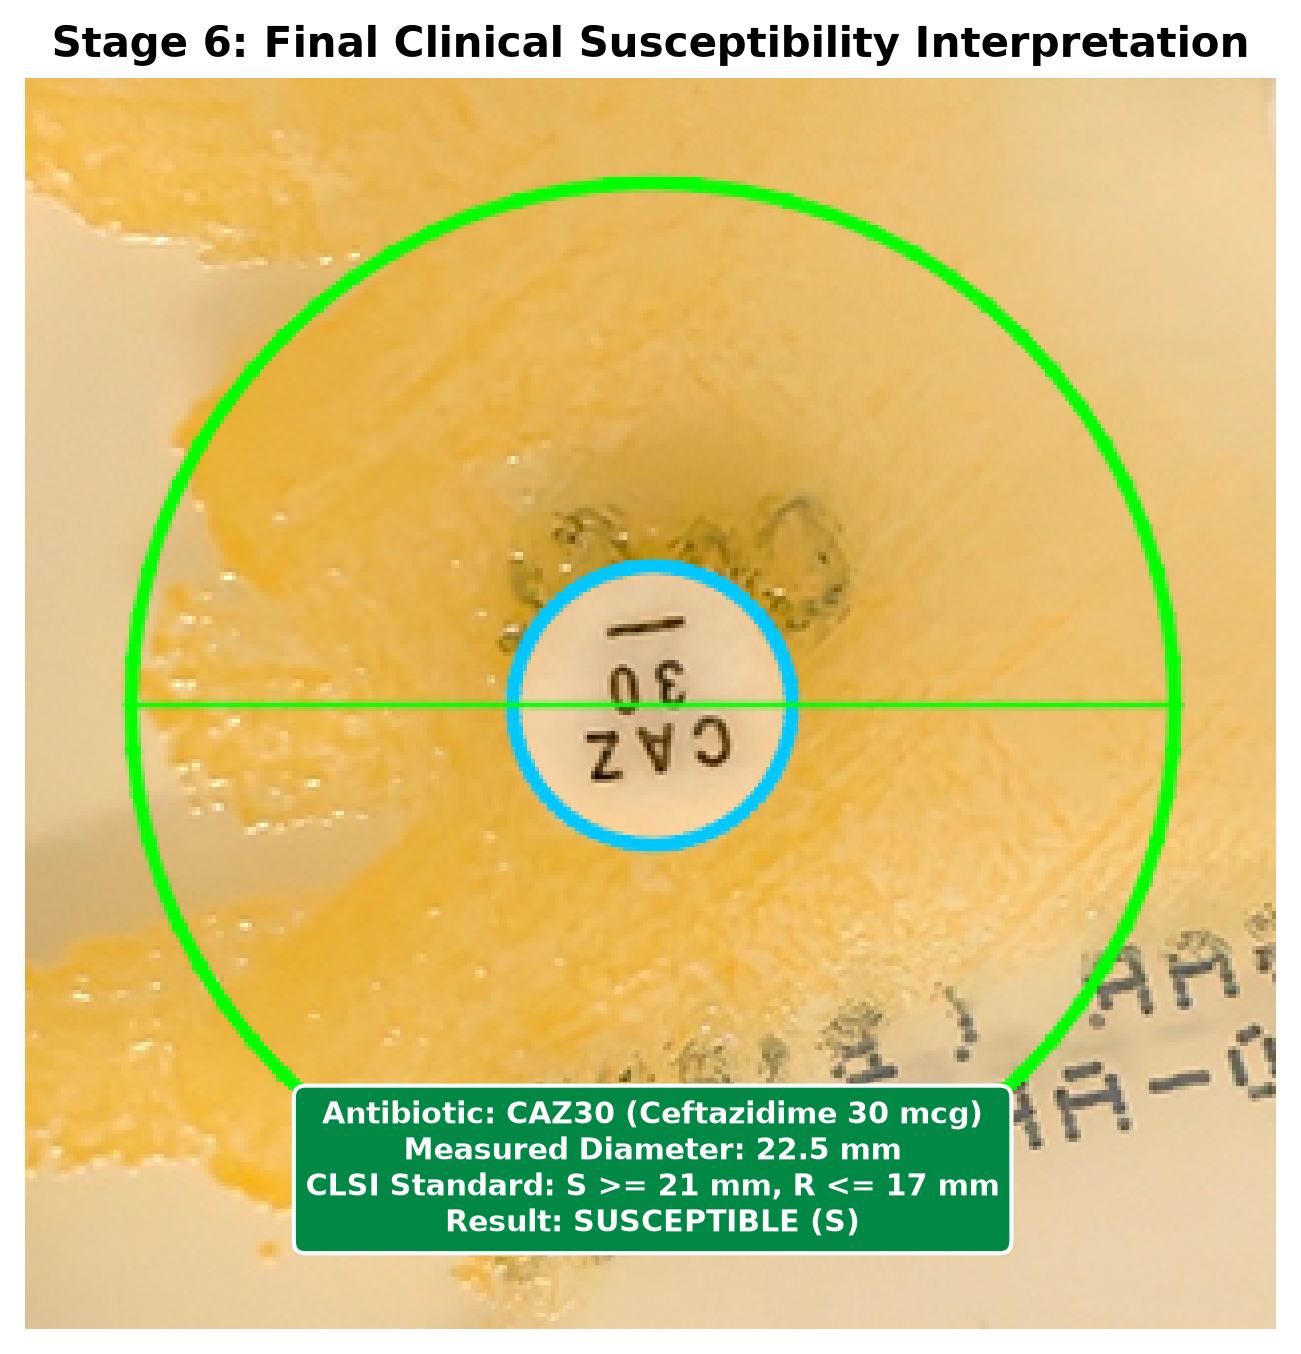 Stage 6: Final Clinical Susceptibility Interpretation
CAZ
30
Antibiotic: CAZ30 (Ceftazidime 30 mcg)
Measured Diameter: 22.5 mm
CLSI Standard: S >= 21 mm, R <= 17 mm
Result: SUSCEPTIBLE (S)